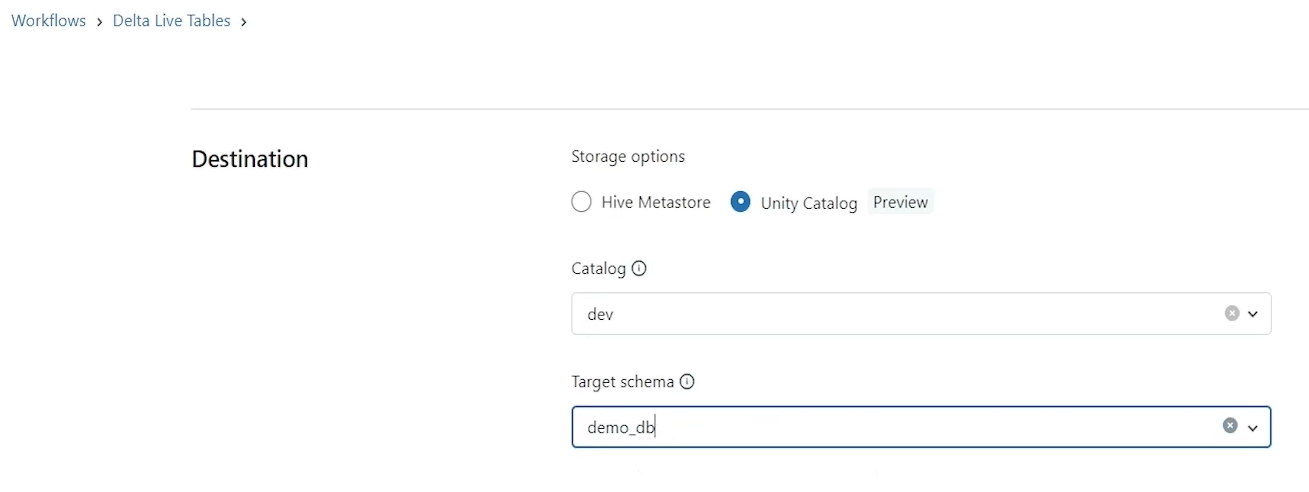 Workflows › Delta Live Tables ›
Destination
Storage options
Hive Metastore Unity Catalog Preview
Catalog
dev
Target schema
demo_db